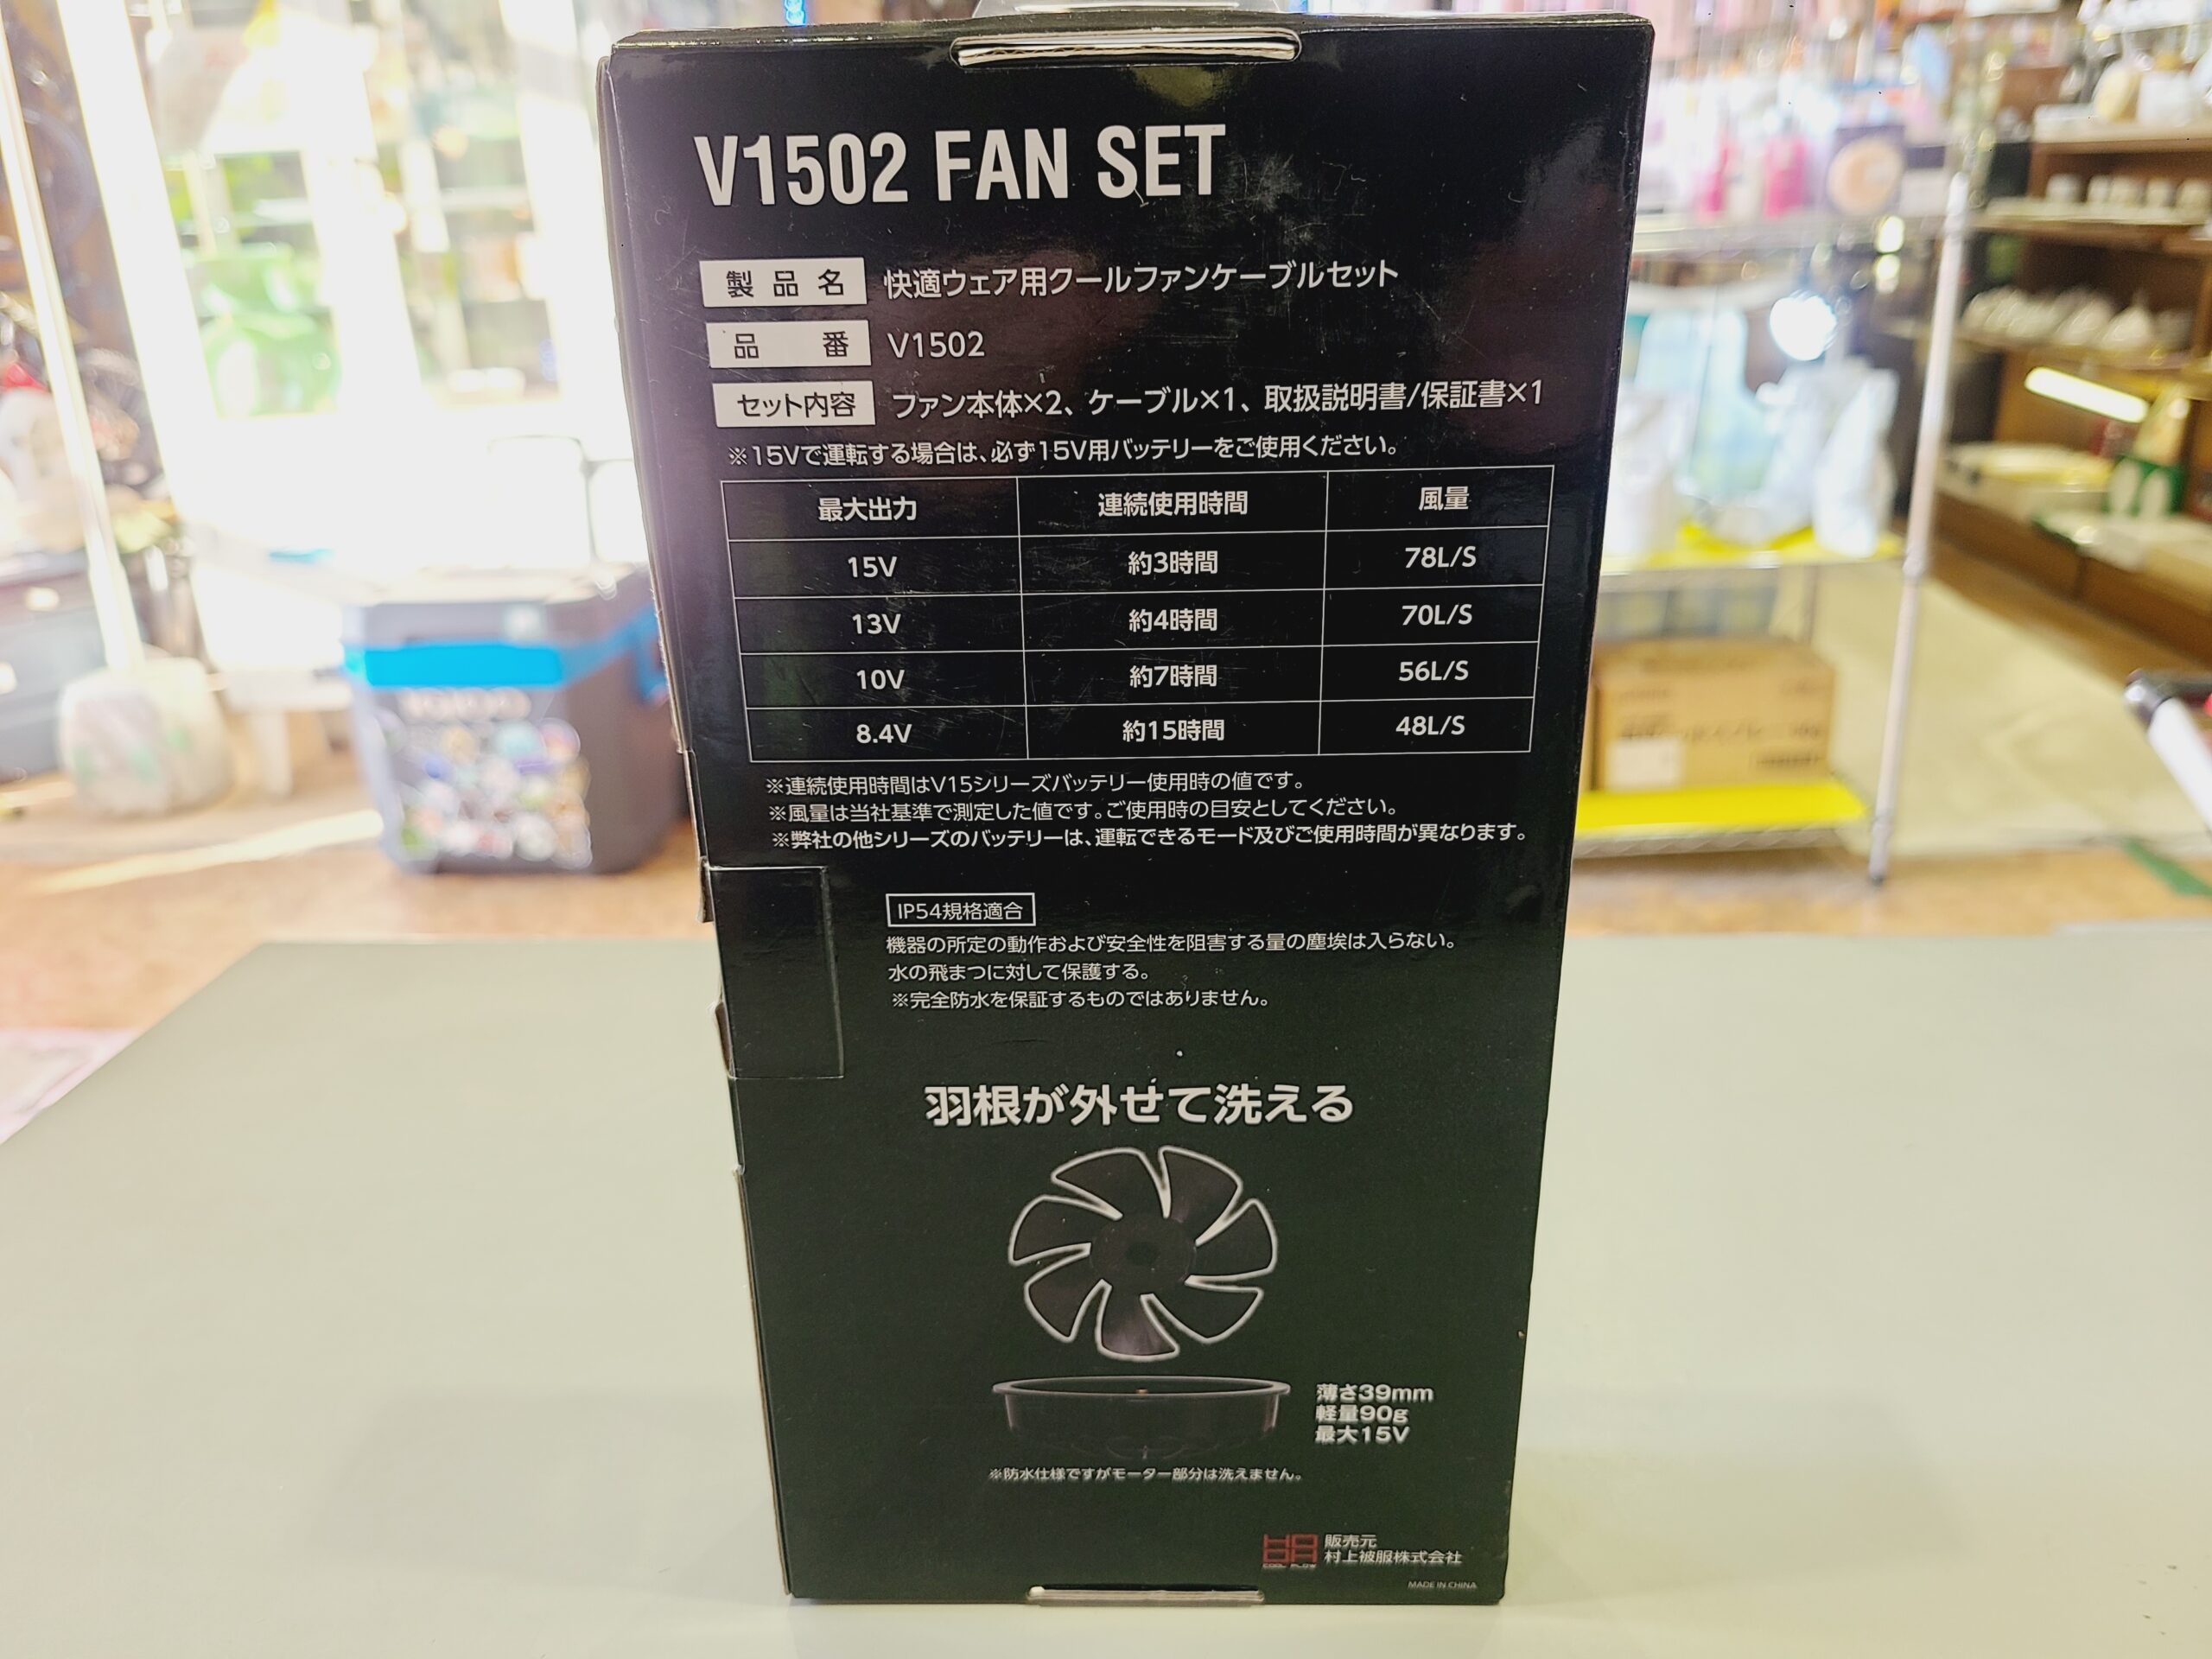 V1502 FAN SET
製品名 快適ウェア用クールファンケーブルセット
品番 V1502
セット内容 ファン本体×2、ケーブル×1、取扱説明書/保証書×1
※15Vで運転する場合は、必ず15V用バッテリーをご使用ください。
最大出力 連続使用時間 風量
15V 約3時間 78L/S
13V 約4時間 70L/S
10V 約7時間 56L/S
8.4V 約15時間 48L/S
※連続使用時間はV15シリーズバッテリー使用時の値です。
※風量は当社基準で測定した値です。ご使用時の目安としてください。
※弊社の他シリーズのバッテリーは、運転できるモード及びご使用時間が異なります。
IP54規格適合
機器の所定の動作および安全性を阻害する量の塵埃は入らない。
水の飛まつに対して保護する。
※完全防水を保証するものではありません。
羽根が外せて洗える
薄さ39mm
軽量90g
最大15V
※防水仕様ですがモーター部分は洗えません。
販売元
村上被服株式会社
MADE IN CHINA